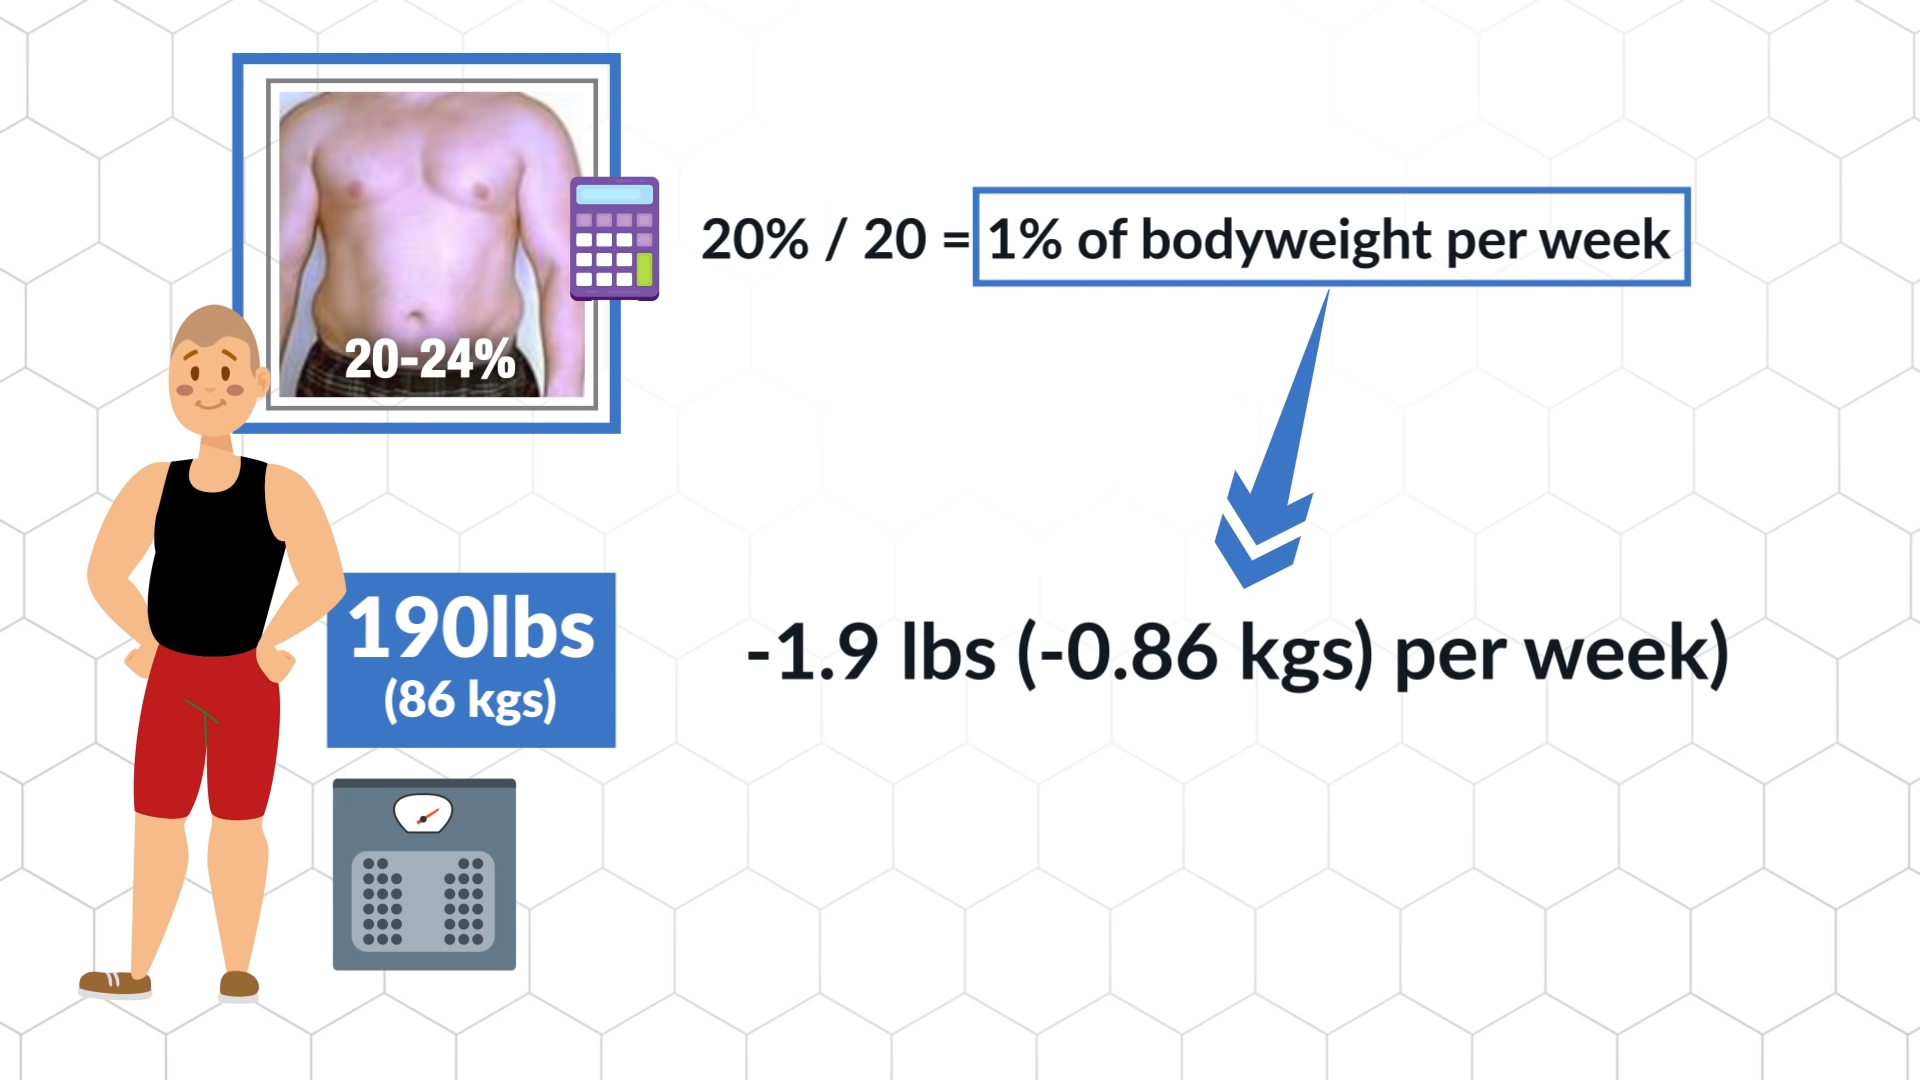 20-24%
20% / 20 = 1% of bodyweight per week
190lbs
(86 kgs)
-1.9 lbs (-0.86 kgs) per week)